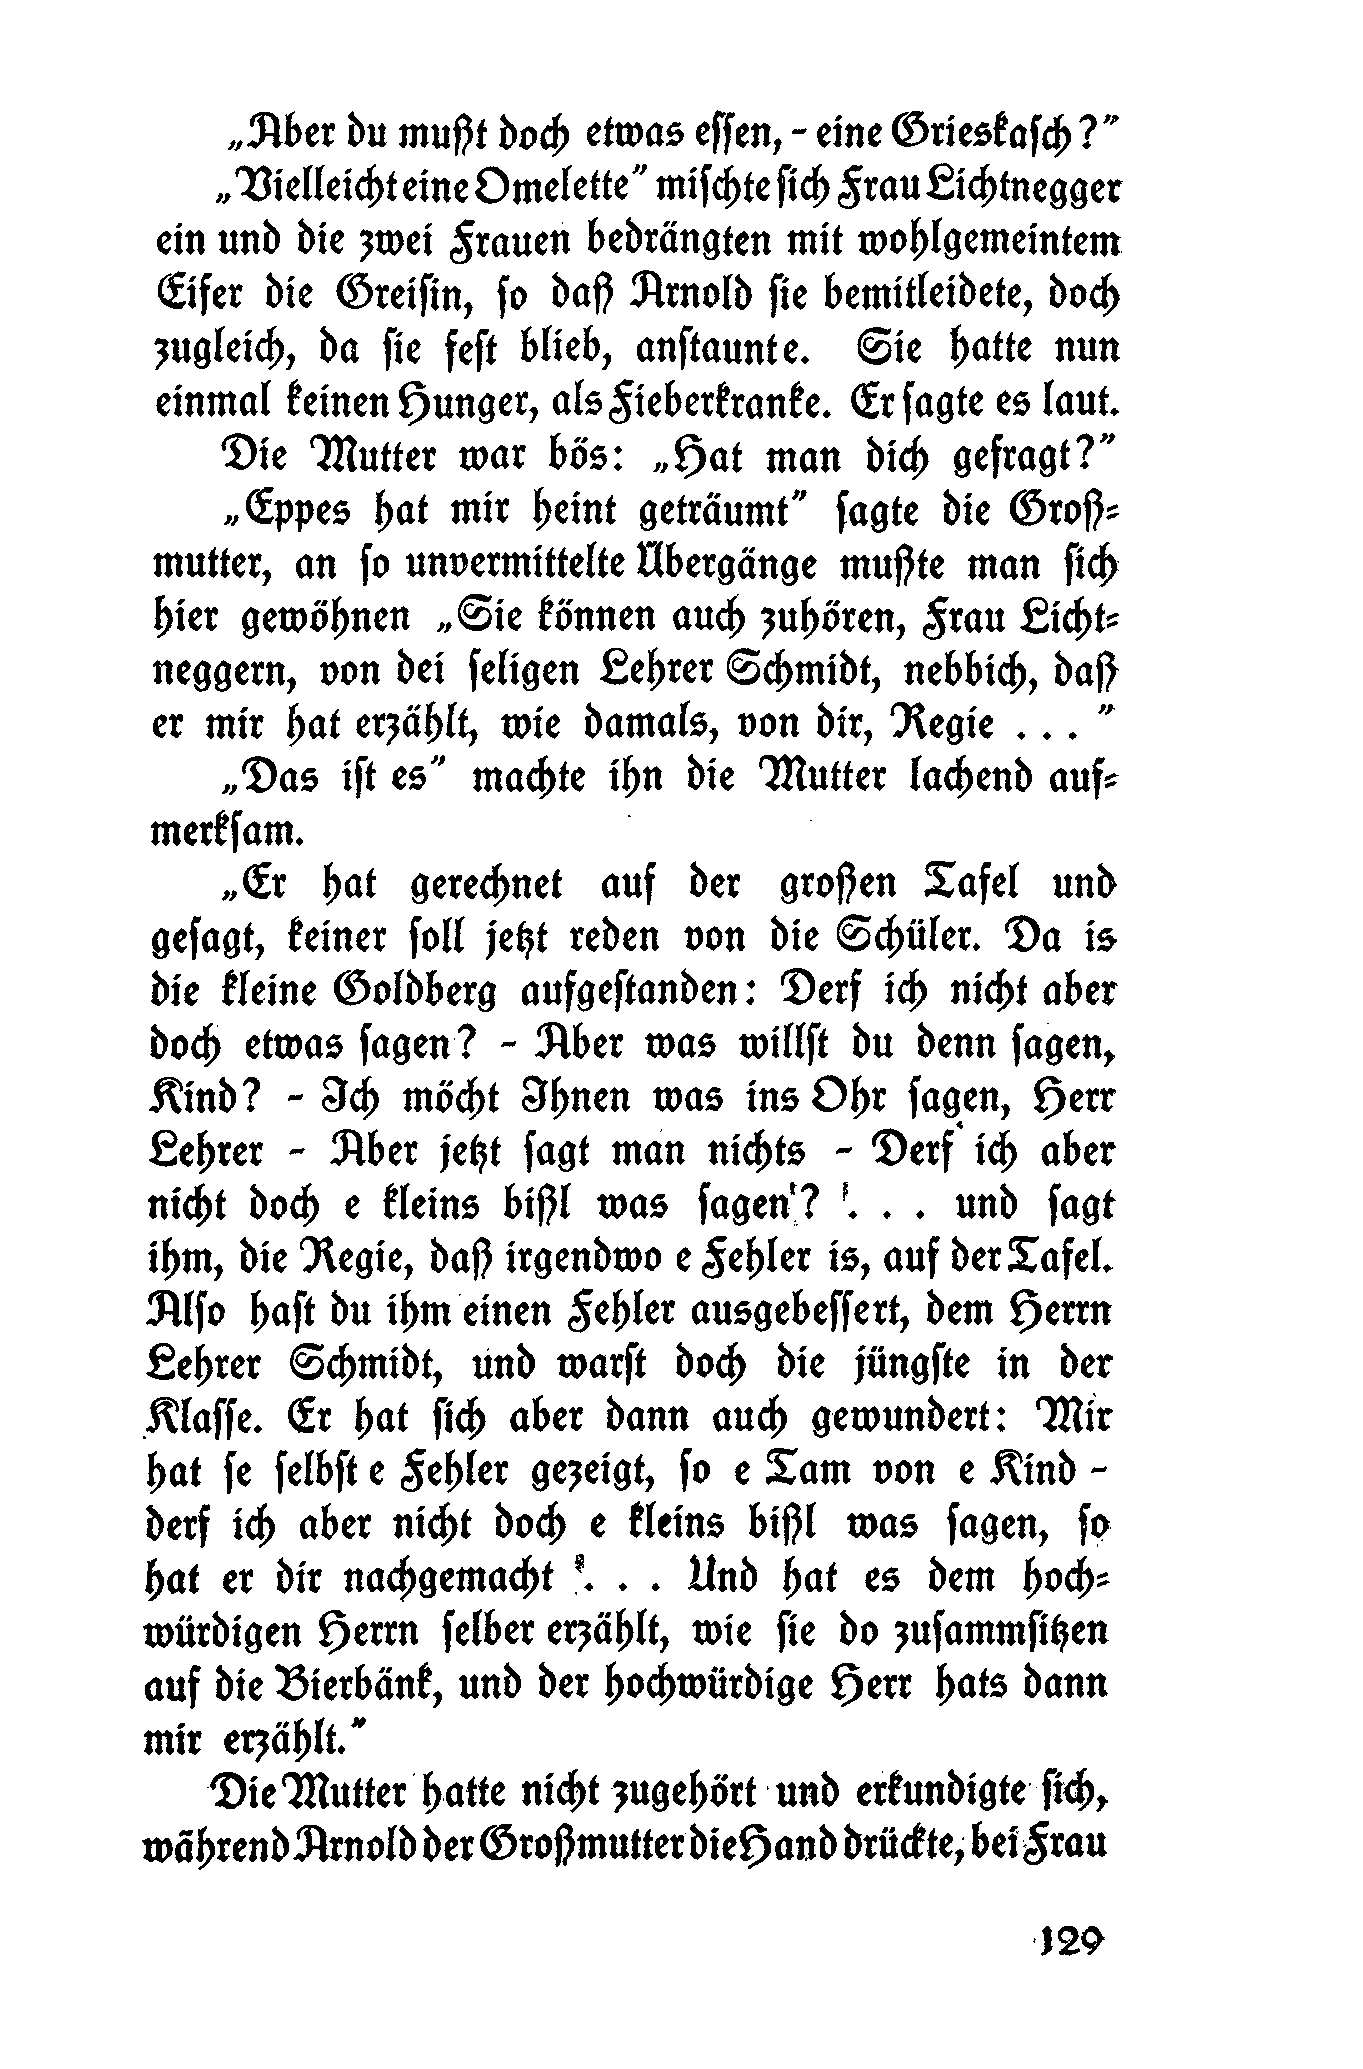 „Aber du mußt doch etwas essen, - eine Grieskasch?”
„Vielleicht eine Omelette” mischte sich Frau Lichtnegger
ein und die zwei Frauen bedrängten mit wohlgemeintem
Eifer die Greisin, so daß Arnold sie bemitleidete, doch
zugleich, da sie fest blieb, anstaunte. Sie hatte nun
einmal keinen Hunger, als Fieberkranke. Er sagte es laut.
Die Mutter war bös: „Hat man dich gefragt?”
„Eppes hat mir heint geträumt” sagte die Groß-
mutter, an so unvermittelte Übergänge mußte man sich
hier gewöhnen „Sie können auch zuhören, Frau Licht-
neggern, von dei seligen Lehrer Schmidt, nebbich, daß
er mir hat erzählt, wie damals, von dir, Regie . . . ”
„Das ist es” machte ihn die Mutter lachend auf-
merksam.
„Er hat gerechnet auf der großen Tafel und
gesagt, keiner soll jetzt reden von die Schüler. Da is
die kleine Goldberg aufgestanden: Derf ich nicht aber
doch etwas sagen? - Aber was willst du denn sagen,
Kind? - Ich möcht Ihnen was ins Ohr sagen, Herr
Lehrer - Aber jetzt sagt man nichts - Derf ich aber
nicht doch e kleins bißl was sagen? . . . und sagt
ihm, die Regie, daß irgendwo e Fehler is, auf der Tafel.
Also hast du ihm einen Fehler ausgebessert, dem Herrn
Lehrer Schmidt, und warst doch die jüngste in der
Klasse. Er hat sich aber dann auch gewundert: Mir
hat se selbst e Fehler gezeigt, so e Tam von e Kind -
derf ich aber nicht doch e kleins bißl was sagen, so
hat er dir nachgemacht . . . Und hat es dem hoch-
würdigen Herrn selber erzählt, wie sie do zusammsitzen
auf die Bierbänk, und der hochwürdige Herr hats dann
mir erzählt.”
Die Mutter hatte nicht zugehört und erkundigte sich,
während Arnold der Großmutter die Hand drückte, bei Frau
129